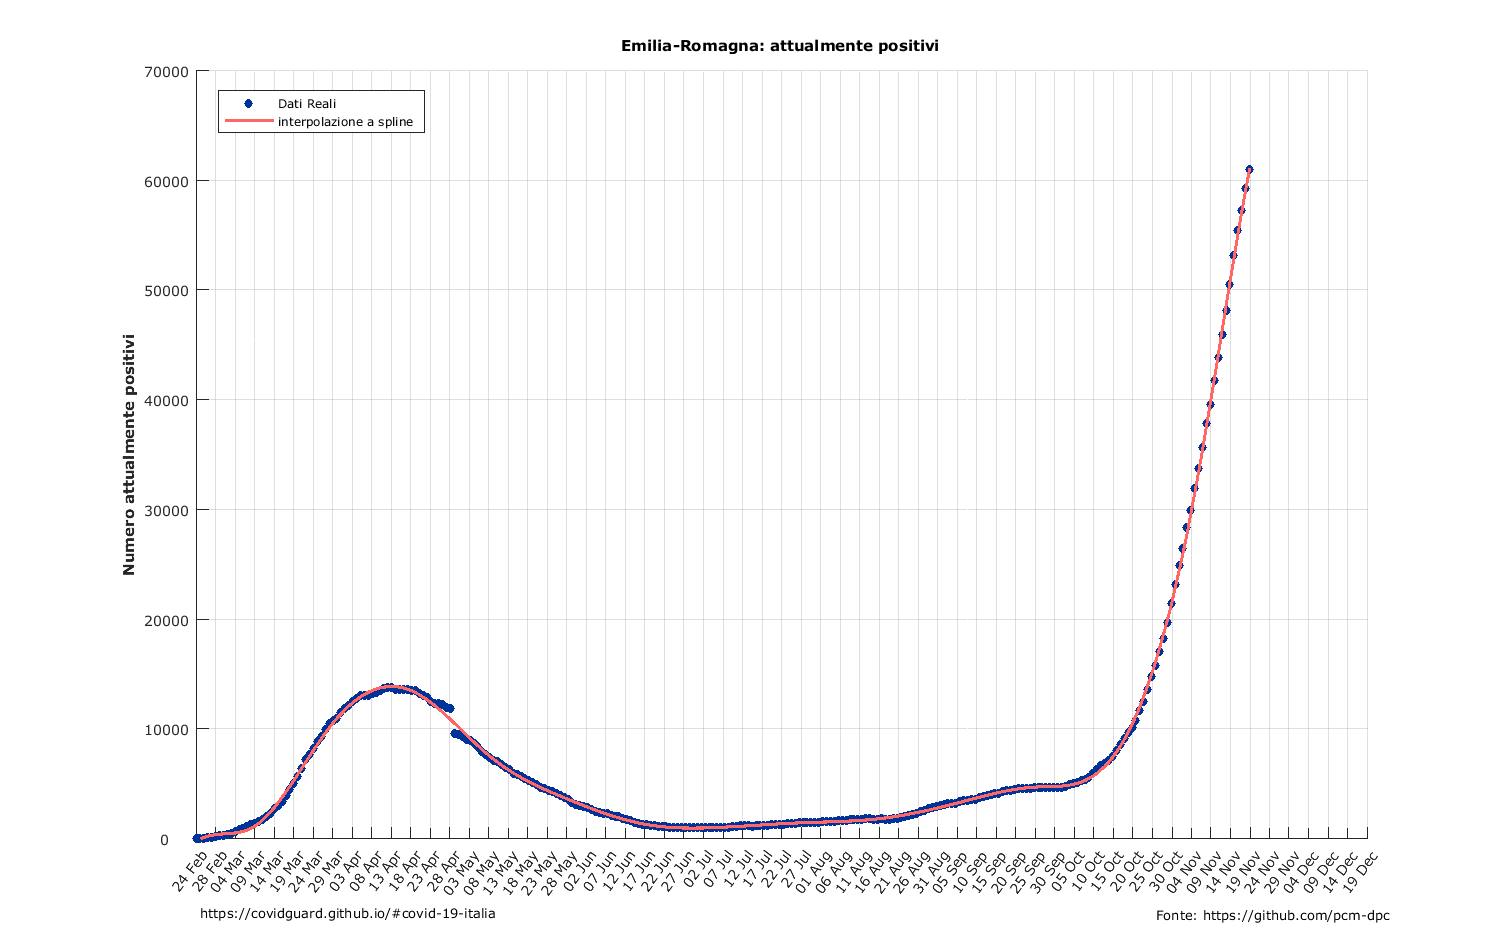 Emilia-Romagna: attualmente positivi
70000
60000
50000
40000
30000
20000
10000
0
Numero attualmente positivi
Dati Reali
interpolazione a spline
24 Feb
28 Feb
04 Mar
09 Mar
14 Mar
19 Mar
24 Mar
29 Mar
03 Apr
08 Apr
13 Apr
18 Apr
23 Apr
28 Apr
03 May
08 May
13 May
18 May
23 May
28 May
02 Jun
07 Jun
12 Jun
17 Jun
22 Jun
27 Jun
02 Jul
07 Jul
12 Jul
17 Jul
22 Jul
27 Jul
01 Aug
06 Aug
11 Aug
16 Aug
21 Aug
26 Aug
31 Aug
05 Sep
10 Sep
15 Sep
20 Sep
25 Sep
30 Sep
05 Oct
10 Oct
15 Oct
20 Oct
25 Oct
30 Oct
04 Nov
09 Nov
14 Nov
19 Nov
24 Nov
29 Nov
04 Dec
09 Dec
14 Dec
19 Dec
https://covidguard.github.io/#covid-19-italia
Fonte: https://github.com/pcm-dpc